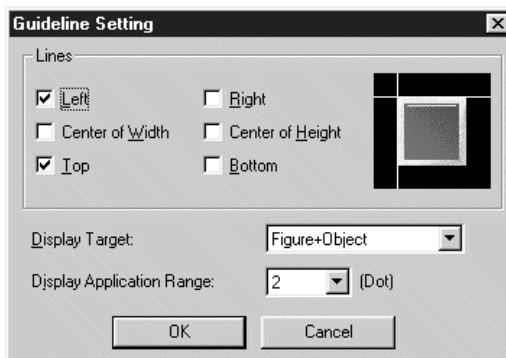 Guideline Setting
Lines
Left
Right
Center of Width
Center of Height
Top
Bottom
Display Target:
Figure+Object
Display Application Range:
2
(Dot)
OK
Cancel